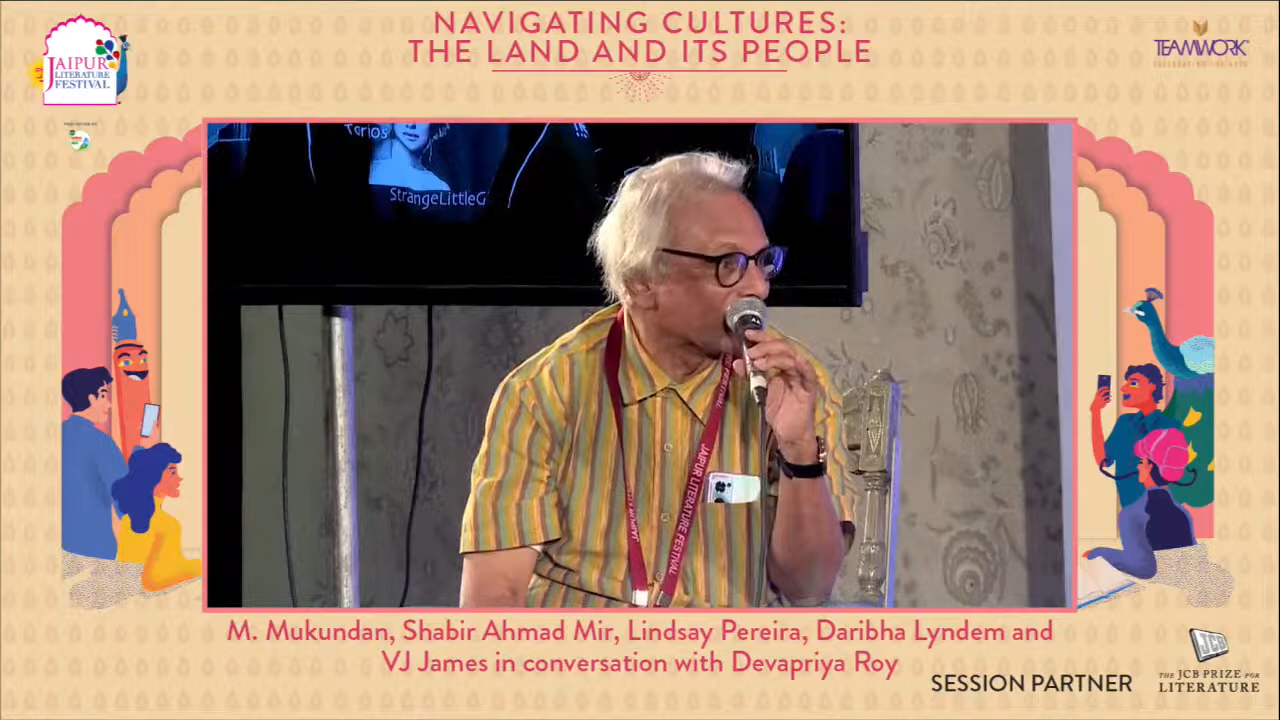 NAVIGATING CULTURES:
THE LAND AND ITS PEOPLE
JAIPUR
LITERATURE
FESTIVAL
TEAMWORK
Tarios
StrangeLittleG
JAIPUR LITERATURE FESTIVAL
M. Mukundan, Shabir Ahmad Mir, Lindsay Pereira, Daribha Lyndem and
VJ James in conversation with Devapriya Roy
SESSION PARTNER
JCB
THE JCB PRIZE FOR
LITERATURE